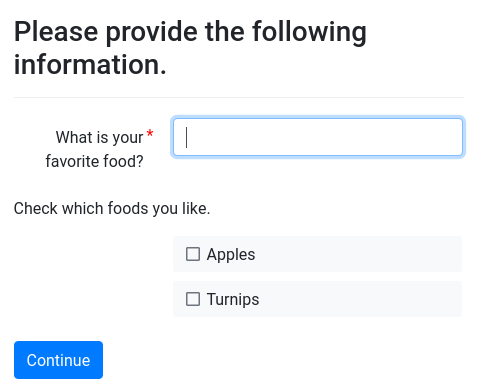 Please provide the following
information.
What is your *
favorite food?
Check which foods you like.
Apples
Turnips
Continue